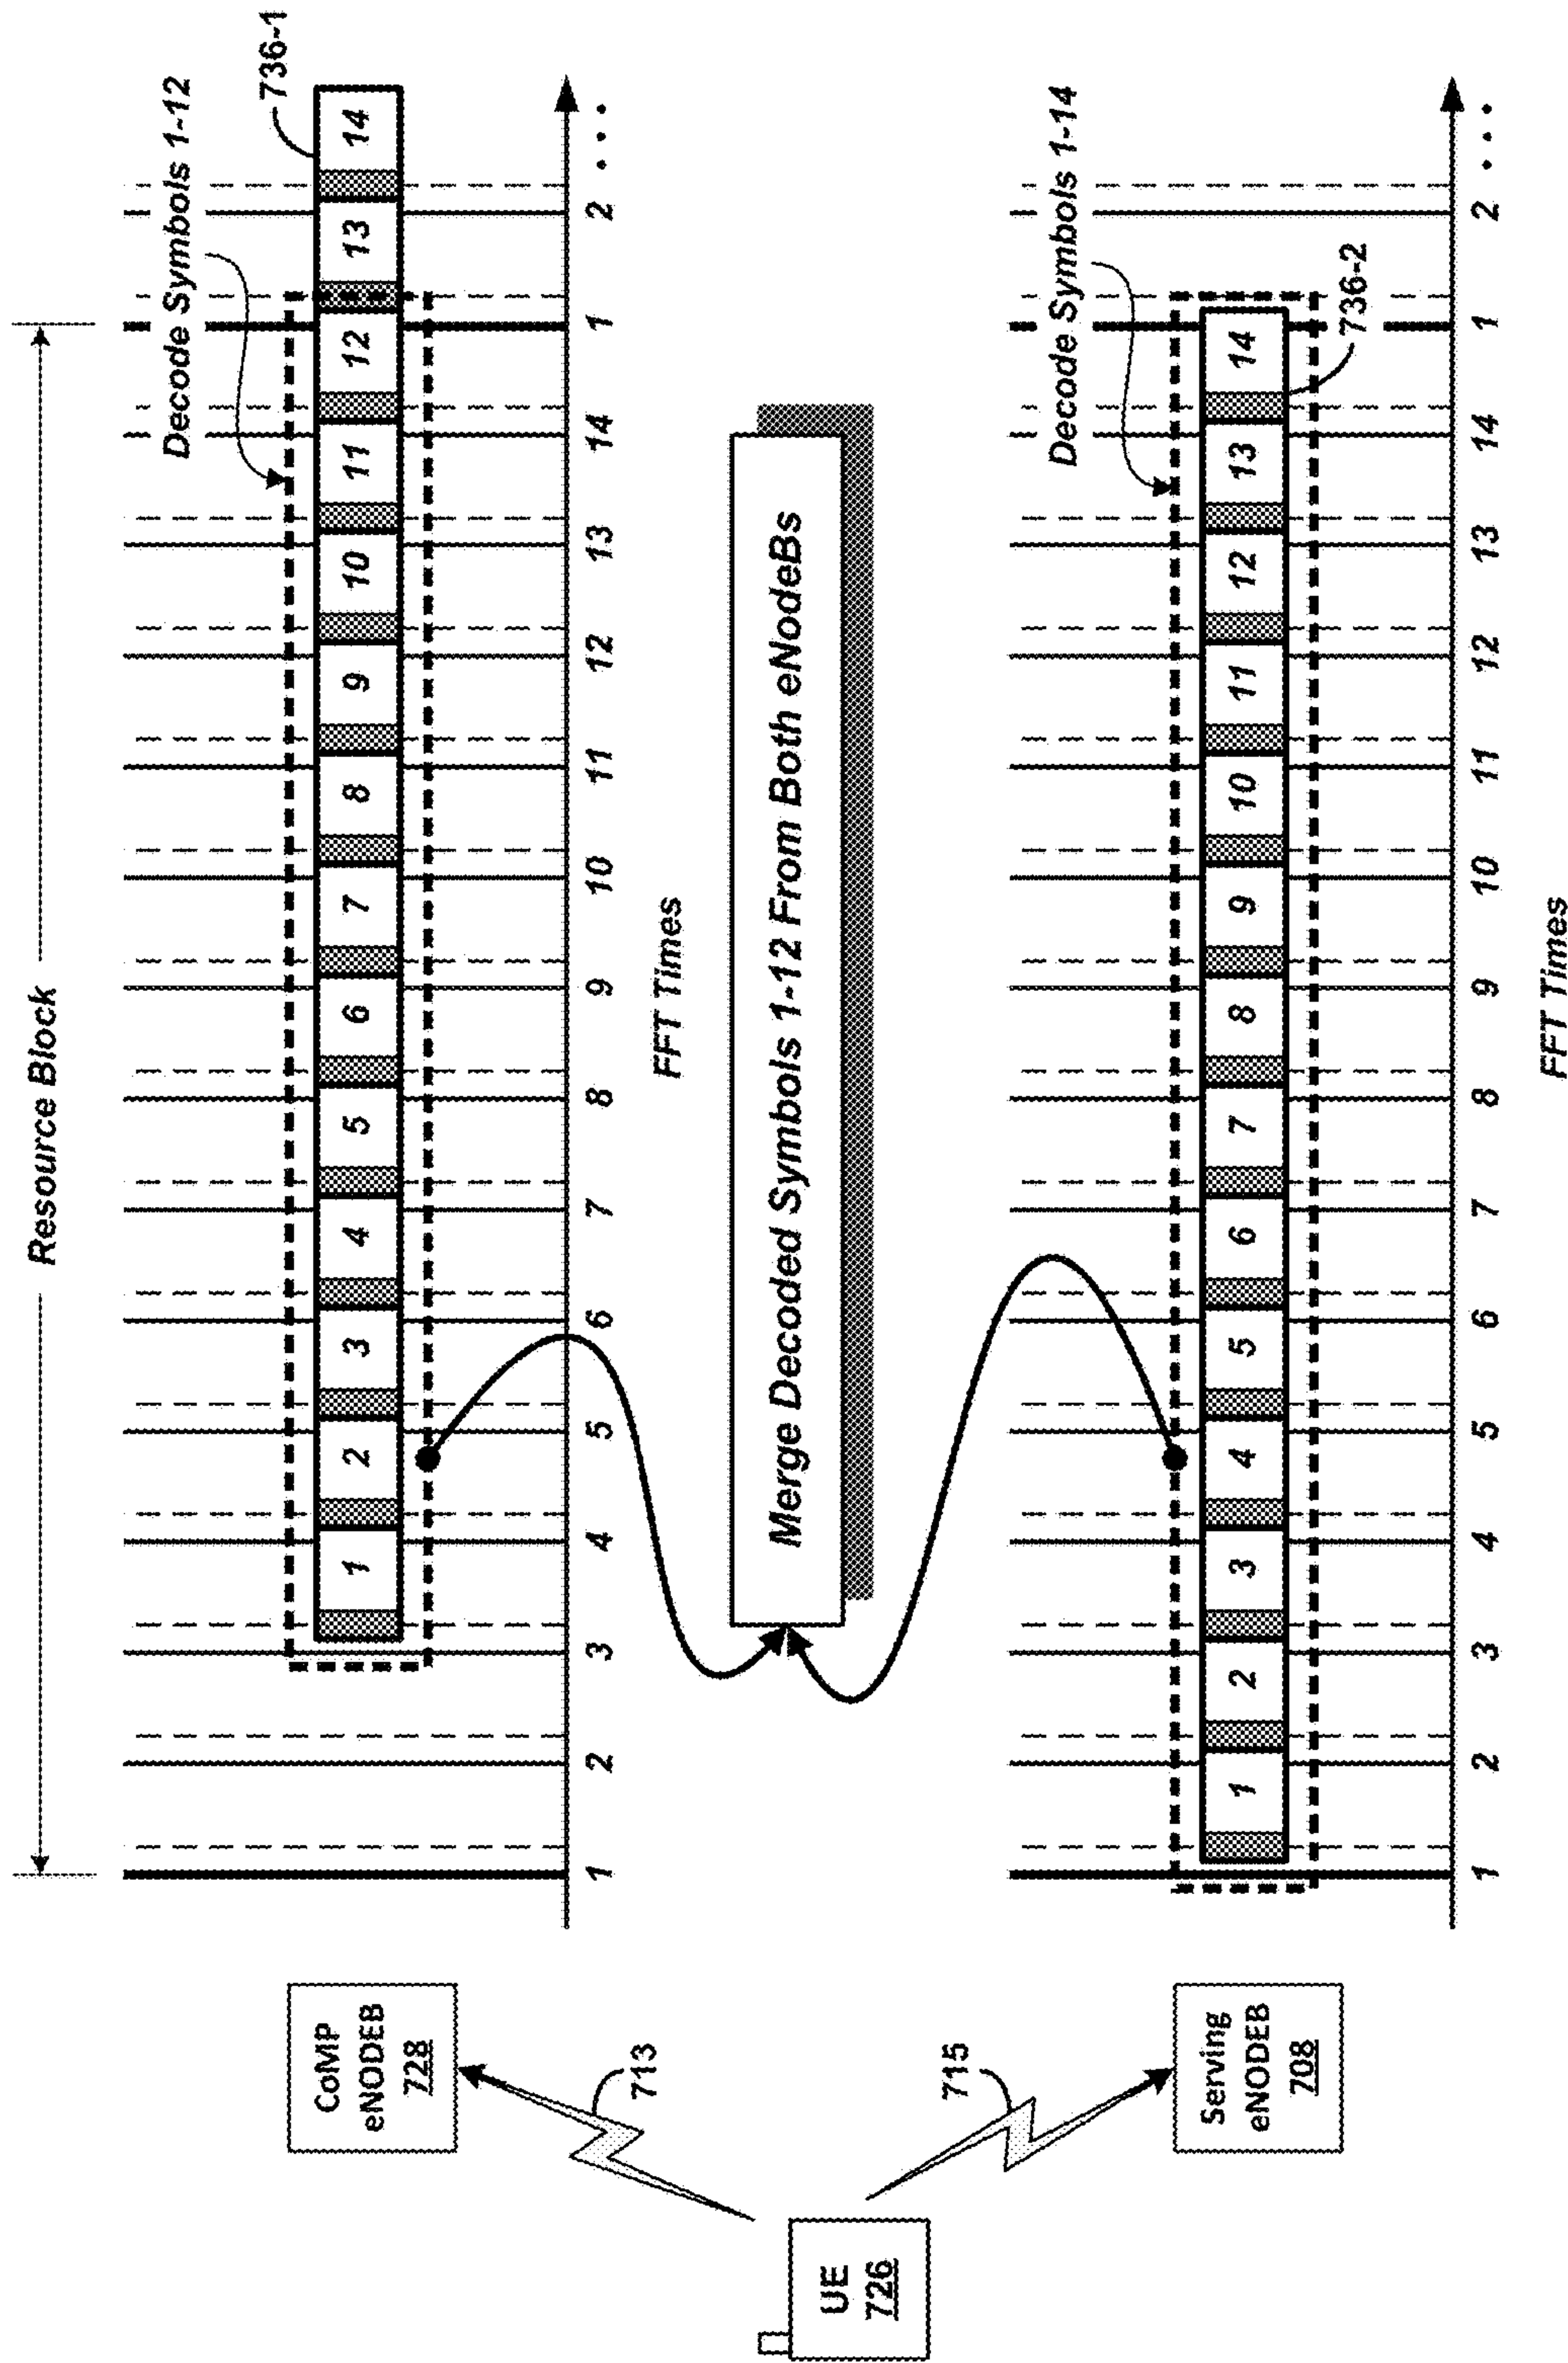 Resource Block
Decode Symbols 1-12
736-1
CoMP
eNODEB
728
1 2 3 4 5 6 7 8 9 10 11 12 13 14
1 2 3 4 5 6 7 8 9 10 11 12 13 14 1 2 ...
FFT Times
713
UE
726
Merge Decoded Symbols 1-12 From Both eNodeBs
715
Decode Symbols 1-14
Serving
eNODEB
708
1 2 3 4 5 6 7 8 9 10 11 12 13 14
736-2
1 2 3 4 5 6 7 8 9 10 11 12 13 14 1 2 ...
FFT Times